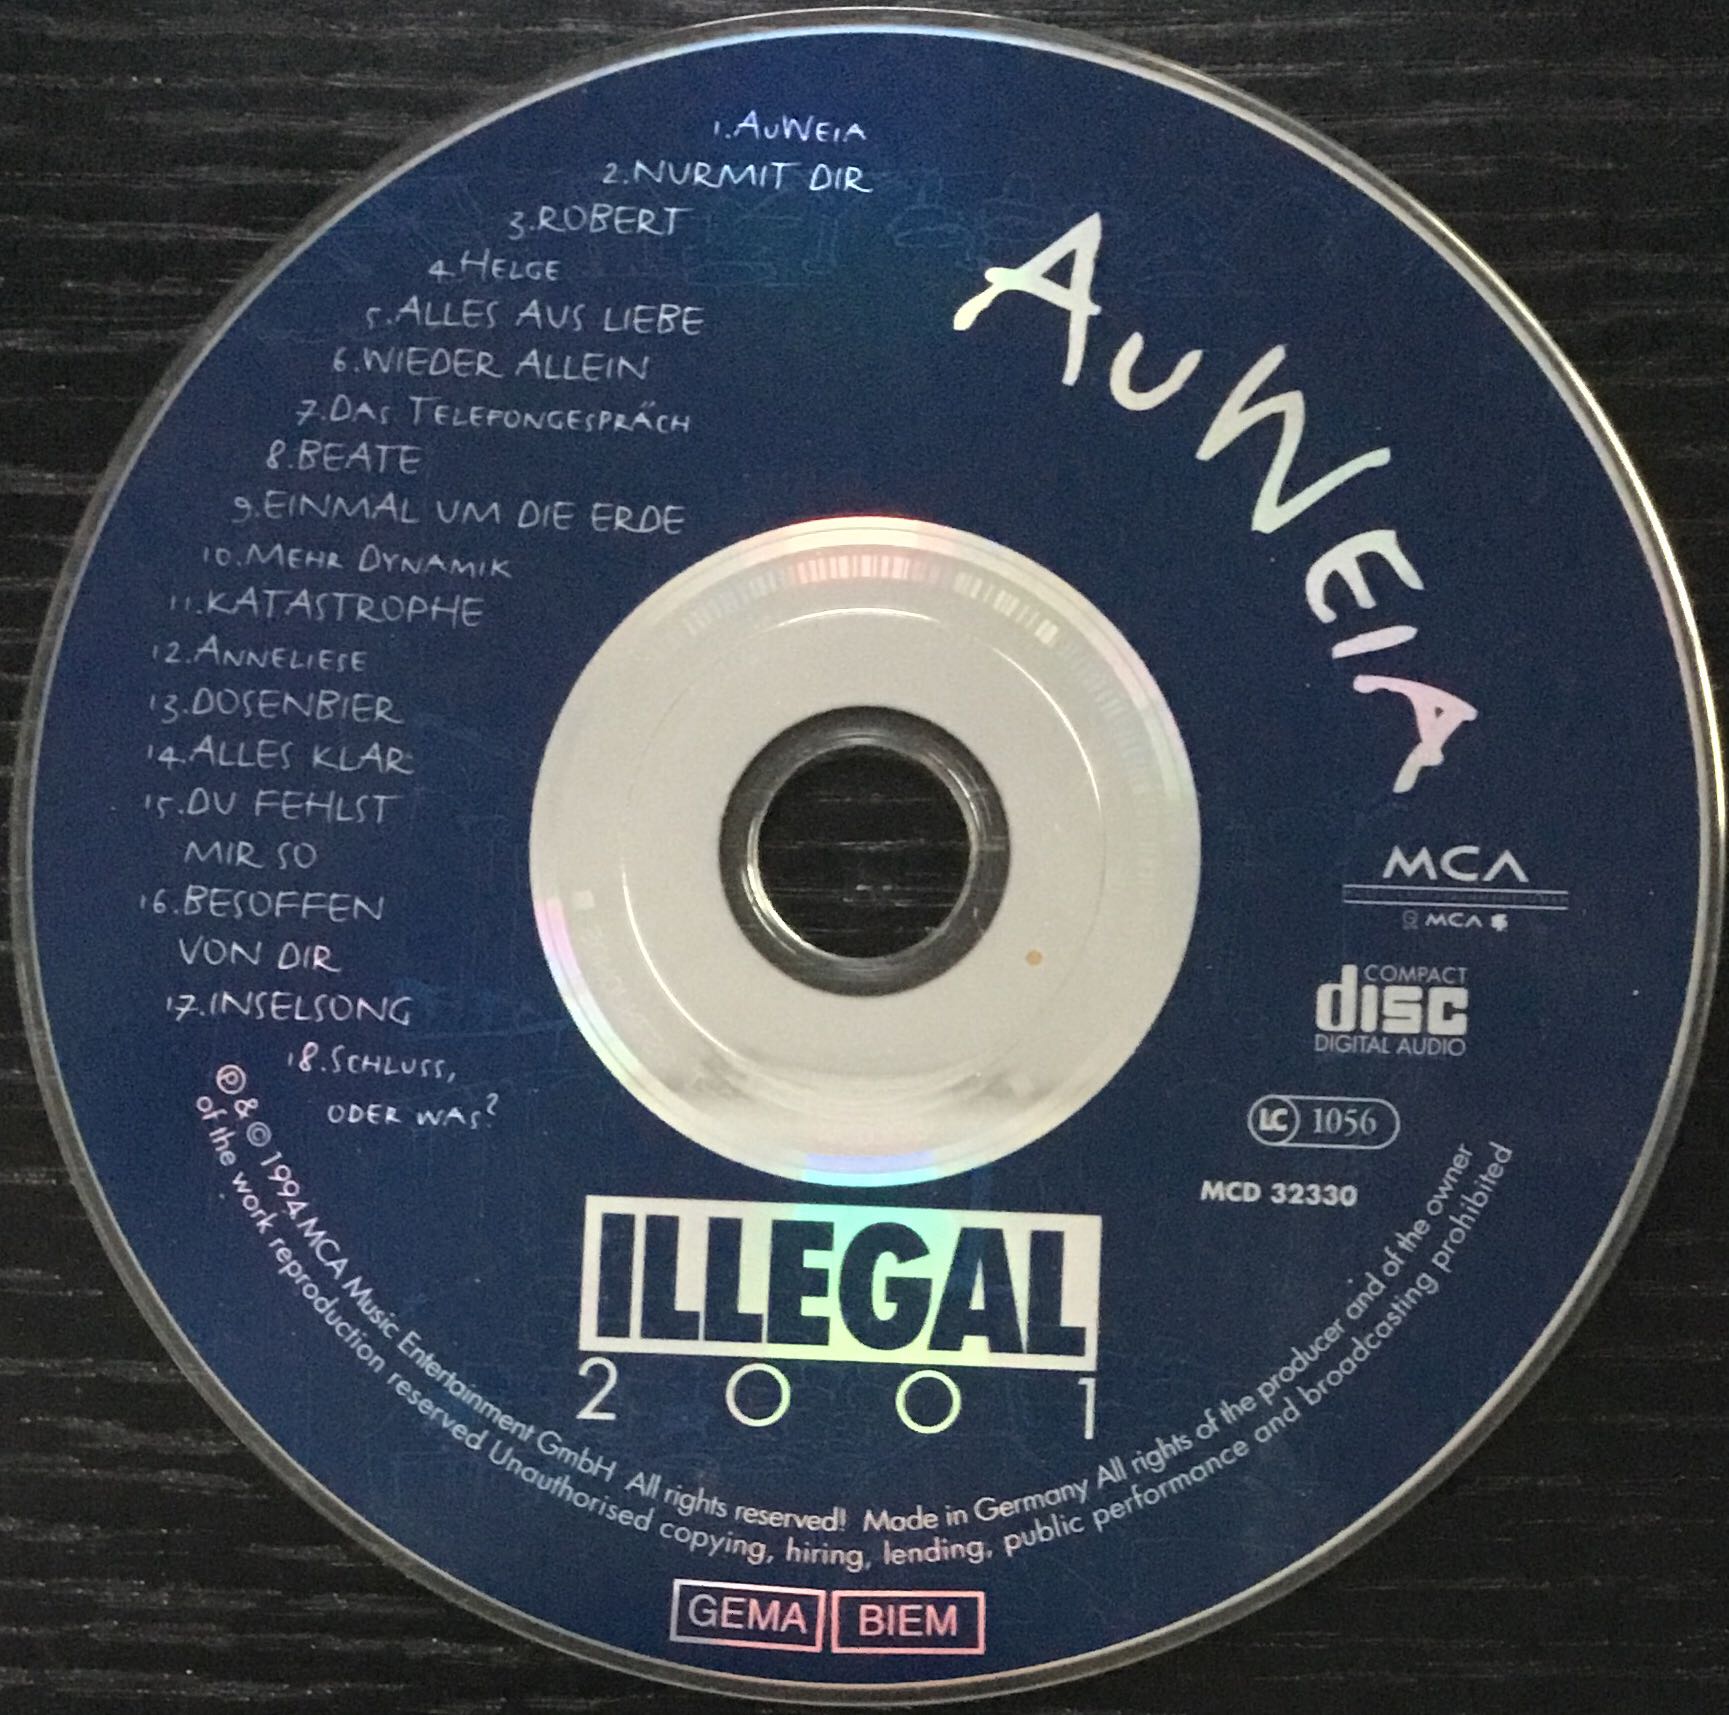 1. AuWEIA
2. NURMIT DIR
3. ROBERT
4. HELGE
5. ALLES AUS LIEBE
6. WIEDER ALLEIN
7. DAS TELEFONGESPRÄCH
8. BEATE
9. EINMAL UM DIE ERDE
10. MEHR DYNAMIK
11. KATASTROPHE
12. ANNELIESE
13. DOSENBIER
14. ALLES KLAR
15. DU FEHLST
MIR SO
16. BESOFFEN
VON DIR
17. INSELSONG
18. SCHLUSS,
ODER WAS?
AuWEIA
MCA
MCA
COMPACT
disc
DIGITAL AUDIO
LC 1056
MCD 32330
ILLEGAL
2001
℗ & © 1994 MCA Music Entertainment GmbH All rights reserved! Made in Germany All rights of the producer and of the owner
of the work reproduction reserved Unauthorised copying, hiring, lending, public performance and broadcasting prohibited
GEMA BIEM